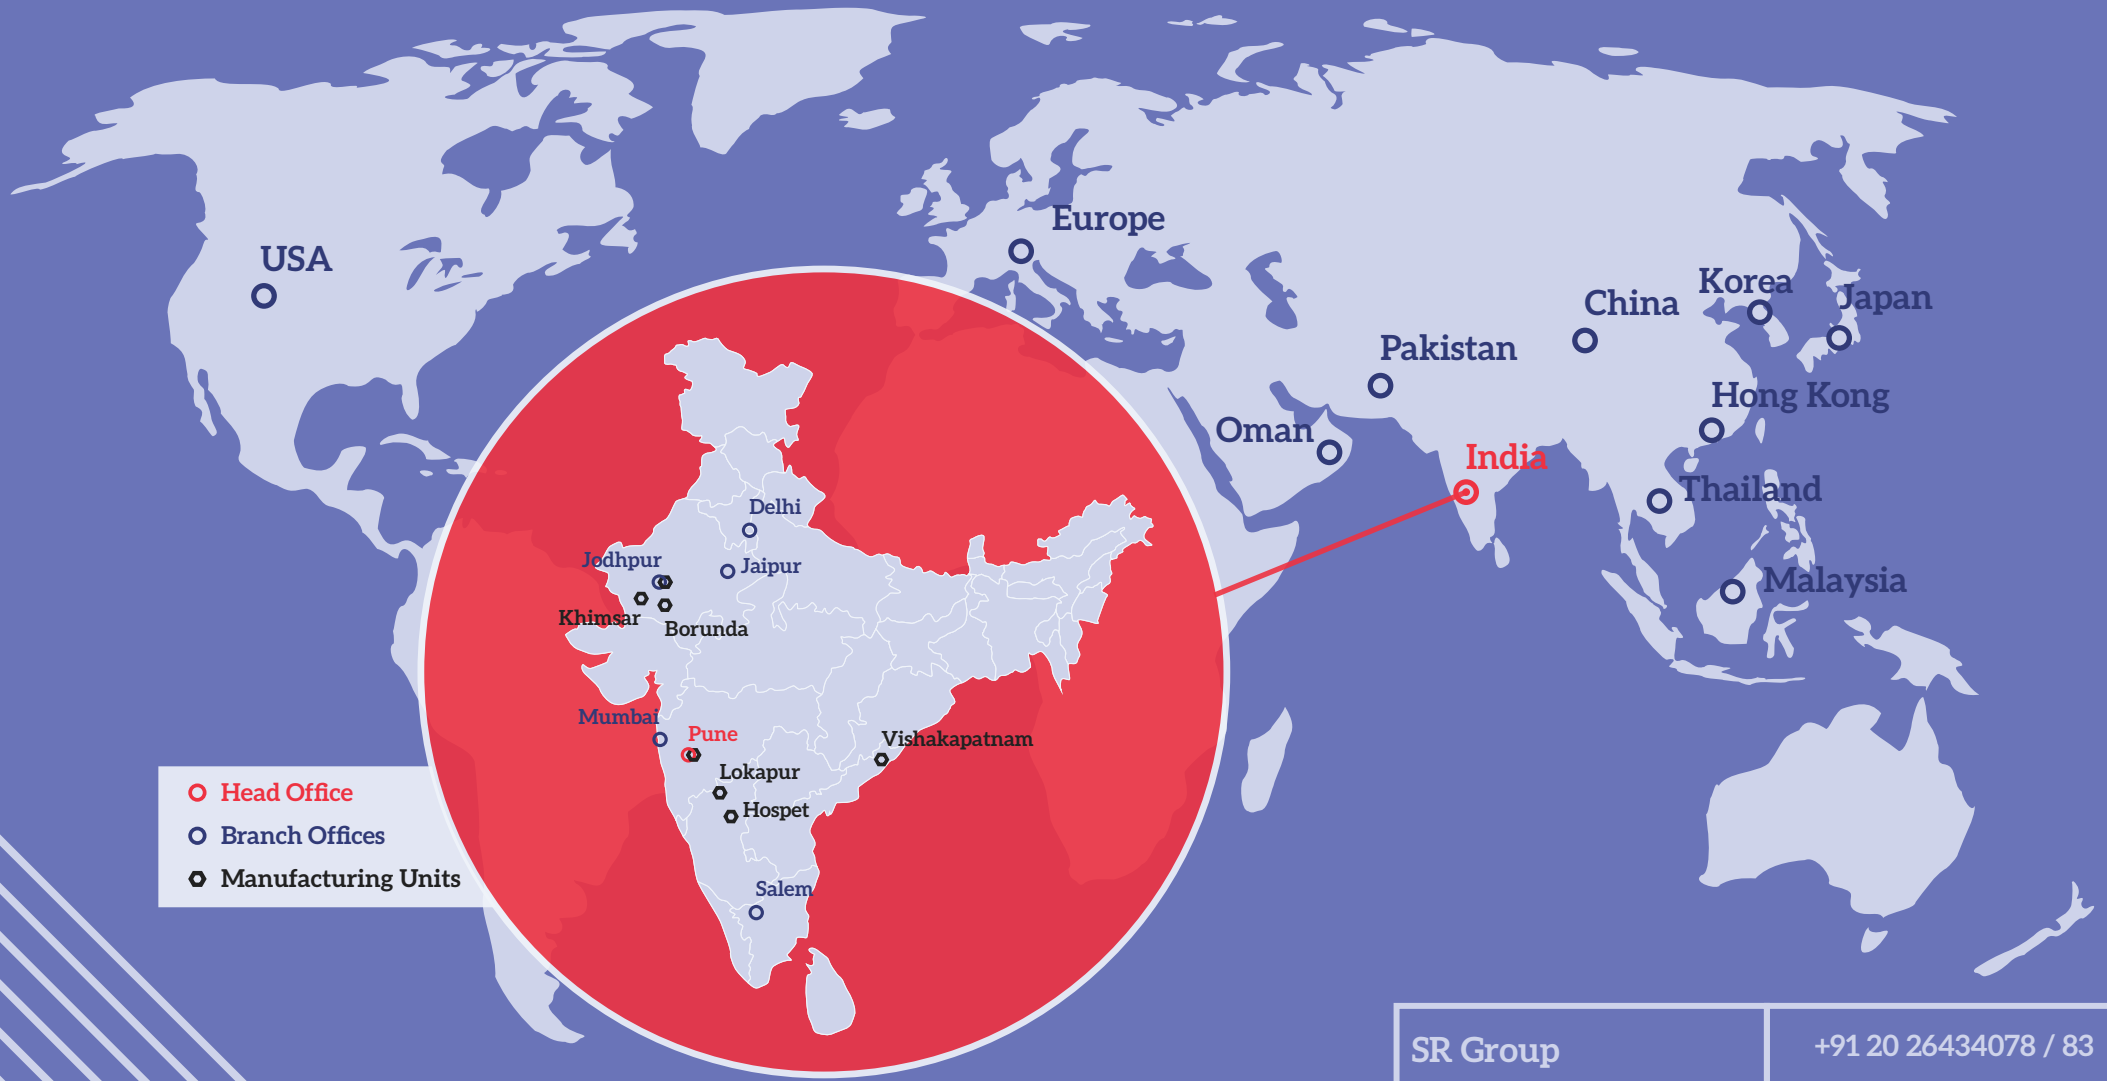 USA
Europe
Korea
Japan
China
Pakistan
Hong Kong
Oman
India
Thailand
Malaysia
Delhi
Jodhpur
Jaipur
Khimsar
Borunda
Mumbai
Pune
Vishakapatnam
Lokapur
Hospet
Salem
Head Office
Branch Offices
Manufacturing Units
SR Group
+91 20 26434078 / 83